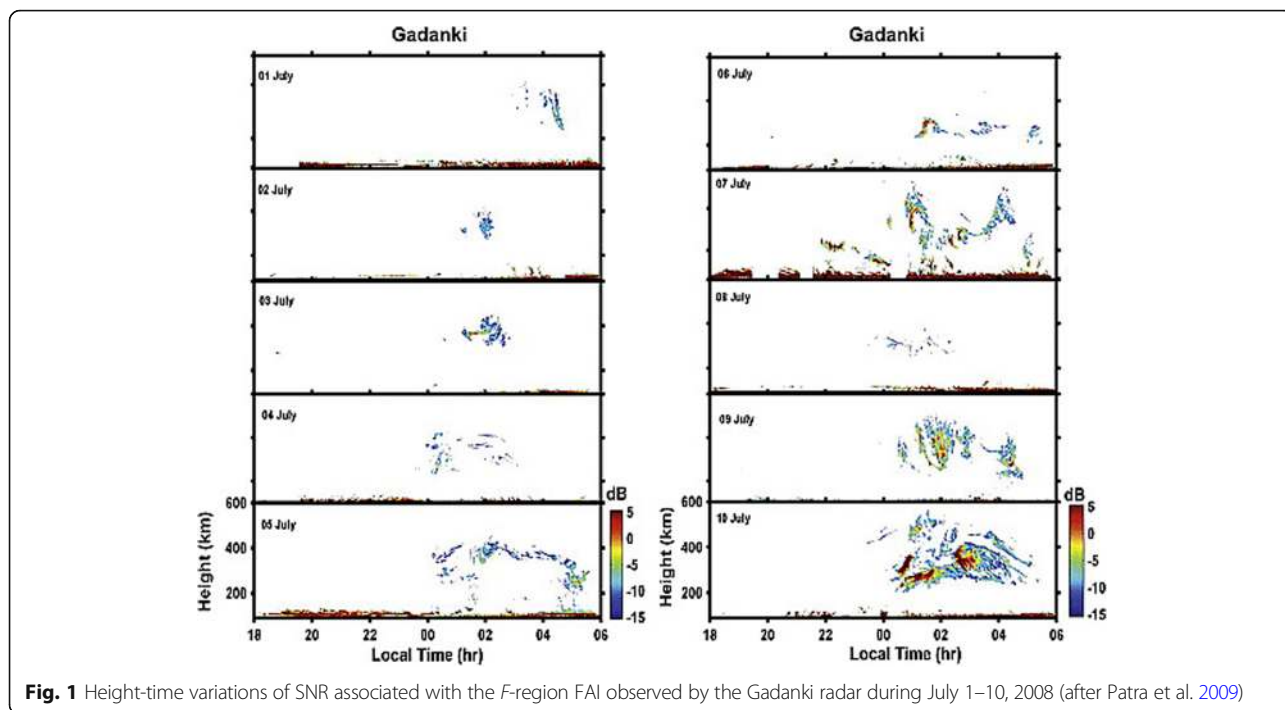 Gadanki
01 July
02 July
03 July
04 July
05 July
600
400
200
Height (km)
18 20 22 00 02 04 06
Local Time (hr)
dB
5
0
-5
-10
-15
Gadanki
06 July
07 July
08 July
09 July
10 July
600
400
200
Height (km)
18 20 22 00 02 04 06
Local Time (hr)
dB
5
0
-5
-10
-15
Fig. 1 Height-time variations of SNR associated with the F-region FAI observed by the Gadanki radar during July 1–10, 2008 (after Patra et al. 2009)